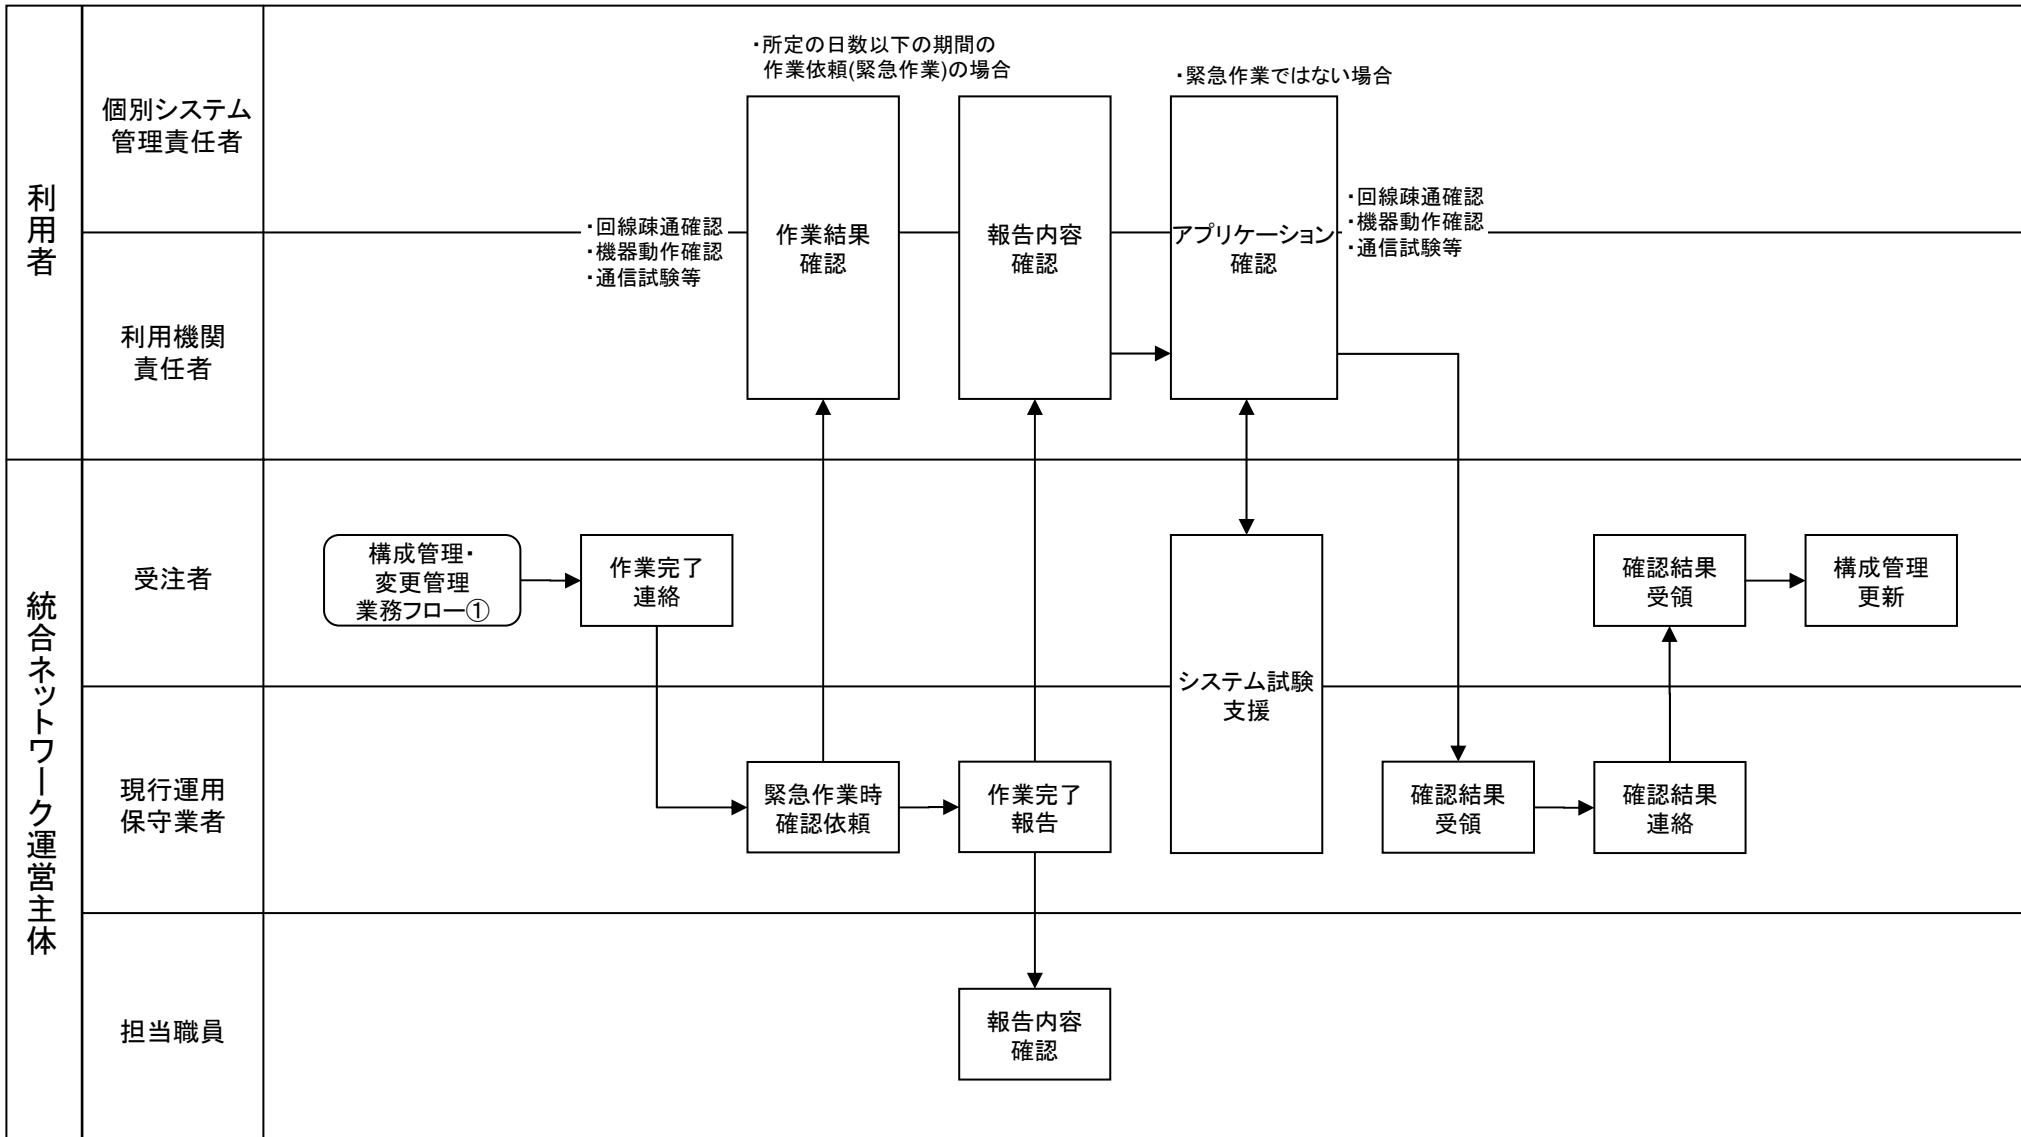 利用者
個別システム
管理責任者
・所定の日数以下の期間の
作業依頼(緊急作業)の場合
・緊急作業ではない場合
・回線疎通確認
・機器動作確認
・通信試験等
作業結果
確認
報告内容
確認
アプリケーション
確認
・回線疎通確認
・機器動作確認
・通信試験等
利用機関
責任者
統合ネットワーク運営主体
受注者
構成管理・
変更管理
業務フロー①
作業完了
連絡
システム試験
支援
確認結果
受領
構成管理
更新
現行運用
保守業者
緊急作業時
確認依頼
作業完了
報告
確認結果
受領
確認結果
連絡
担当職員
報告内容
確認